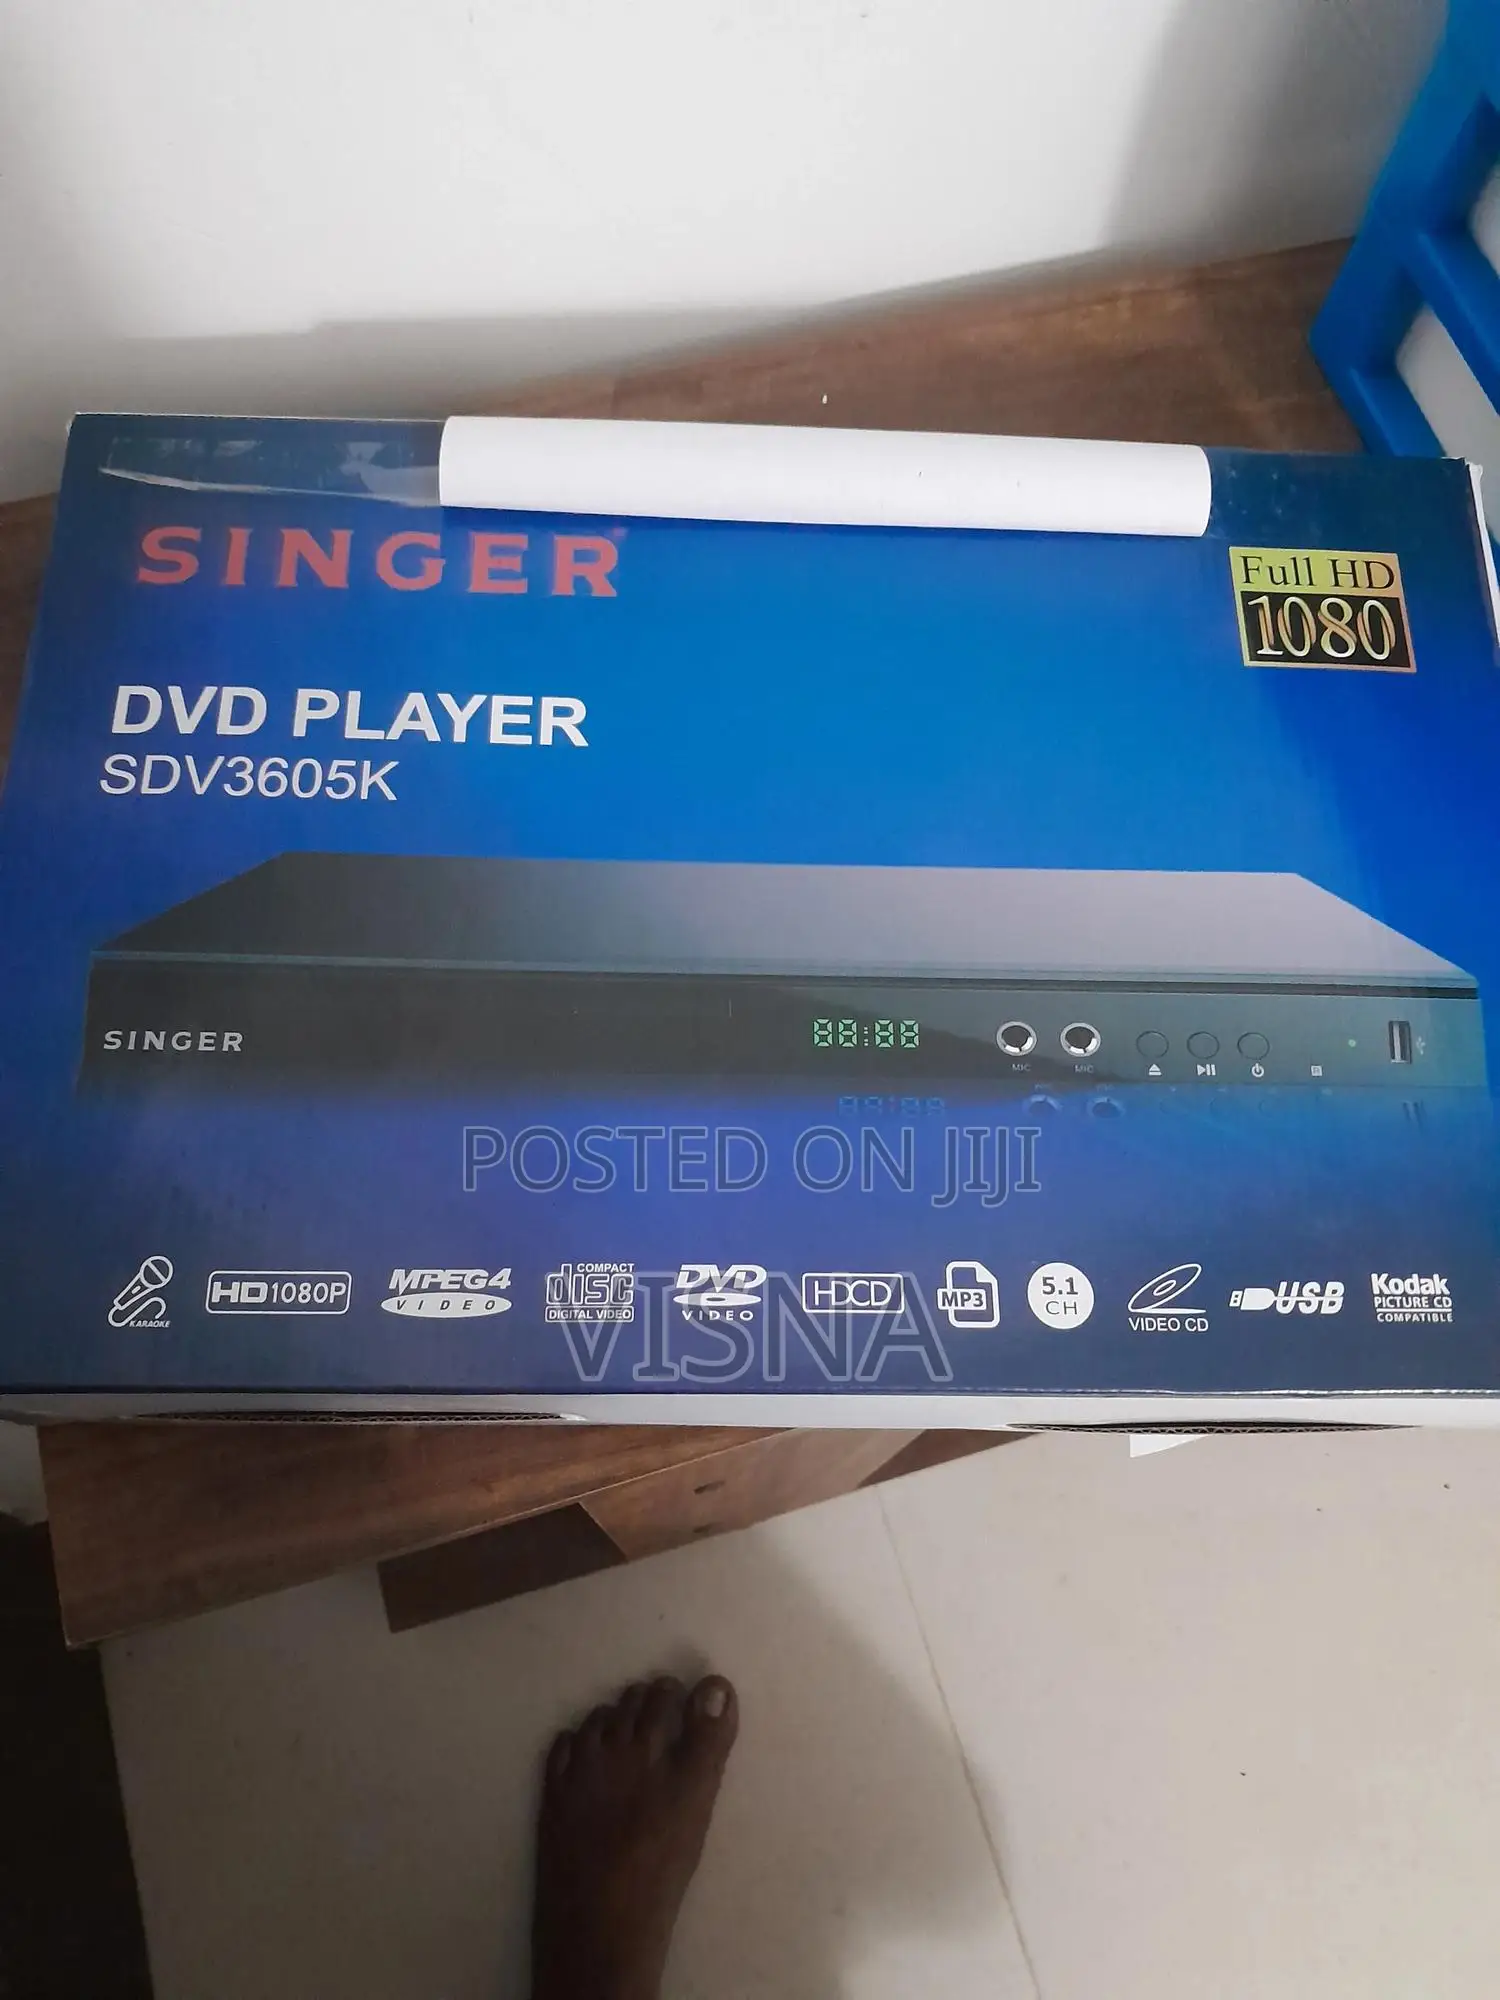 SINGER
Full HD
1080
DVD PLAYER
SDV3605K
SINGER
88:88
MIC MIC
POSTED ON JIJI
KARAOKE
HD1080P
MPEG4
VIDEO
COMPACT
disc
DIGITAL VIDEO
DVD
VIDEO
HDCD
MP3
5.1
CH
VIDEO CD
USB
Kodak
PICTURE CD
COMPATIBLE
VISNA